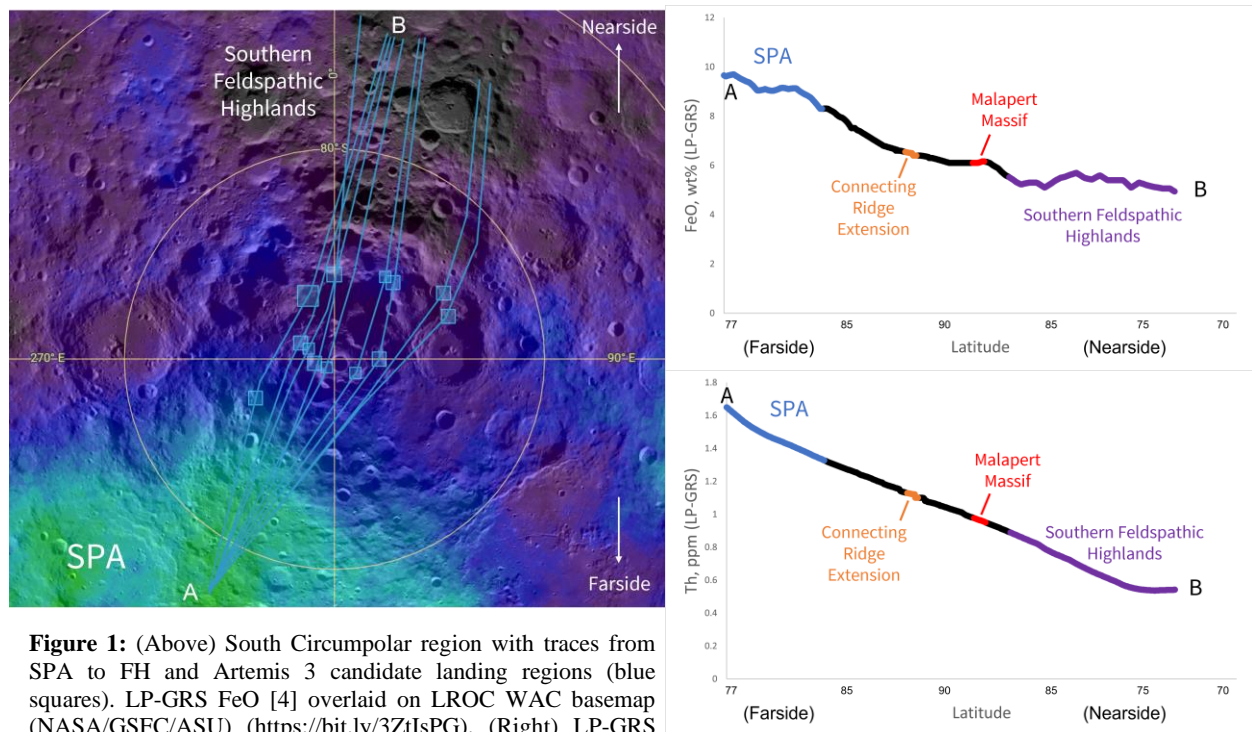 Nearside
B
Southern
Feldspathic
Highlands
0°
80° S
270° E
90° E
SPA
A
Farside
Figure 1: (Above) South Circumpolar region with traces from
SPA to FH and Artemis 3 candidate landing regions (blue
squares). LP-GRS FeO [4] overlaid on LROC WAC basemap
(NASA/GSFC/ASU) (https://bit.ly/3ZtIsPG). (Right) LP-GRS
FeO, wt% (LP-GRS)
12
10
8
6
4
2
0
SPA
A
Malapert
Massif
Connecting
Ridge
Extension
B
Southern Feldspathic
Highlands
77 85 90 85 75 70
(Farside) Latitude (Nearside)
Th, ppm (LP-GRS)
1.8
1.6
1.4
1.2
1
0.8
0.6
0.4
0.2
0
A
SPA
Malapert
Massif
Connecting
Ridge
Extension
Southern Feldspathic
Highlands
B
77 85 90 85 75 70
(Farside) Latitude (Nearside)